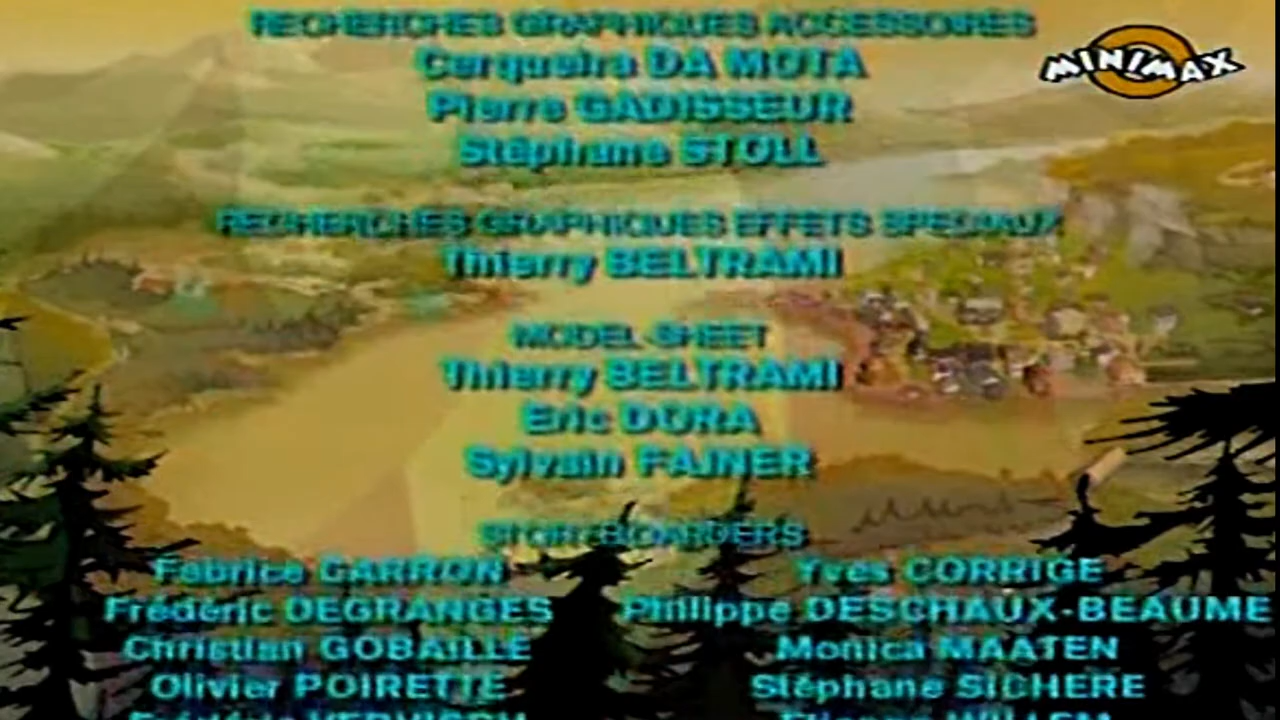 MINIMAX
RECHERCHES GRAPHIQUES ACCESSOIRES
Cerqueira DA MOTA
Pierre GADISSEUR
Stéphane STOLL
RECHERCHES GRAPHIQUES EFFETS SPECIAUX
Thierry BELTRAMI
MODEL SHEET
Thierry BELTRAMI
Eric DORA
Sylvain FAINER
STORYBOARDERS
Fabrice GARRON Yves CORRIGE
Frédéric DEGRANGES Philippe DESCHAUX-BEAUME
Christian GOBAILLE Monica MAATEN
Olivier POIRETTE Stéphane SICHERE
Frédéric